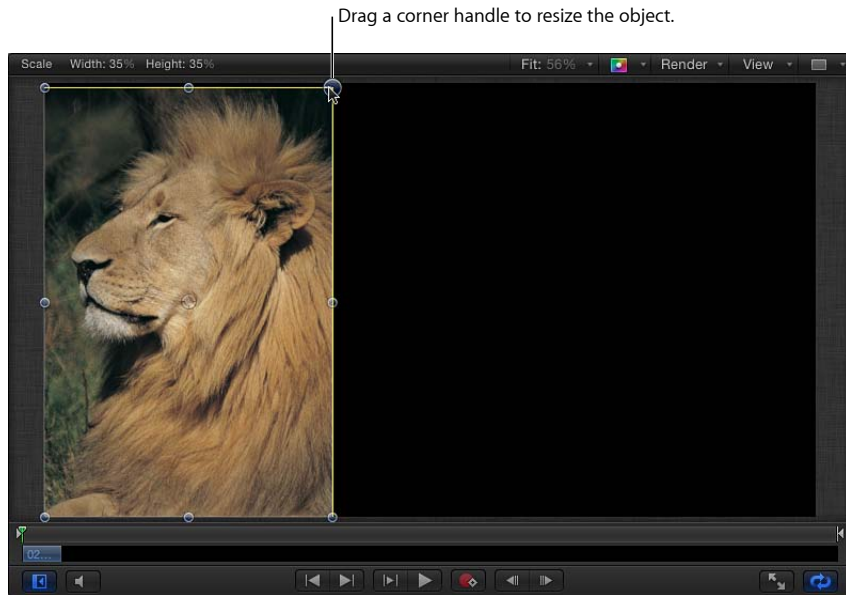 Drag a corner handle to resize the object.
Scale Width: 35% Height: 35% Fit: 56% Render View
02...